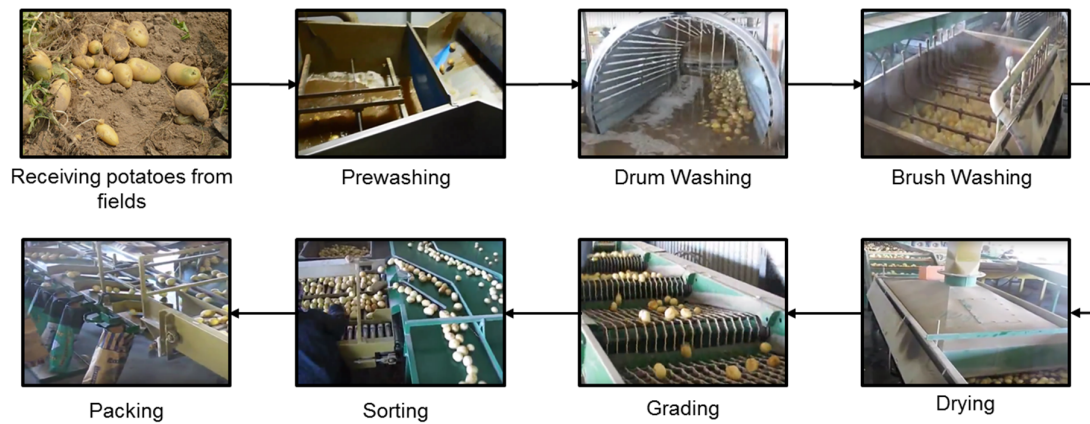 Receiving potatoes from
fields
Prewashing
Drum Washing
Brush Washing
Packing
Sorting
Grading
Drying